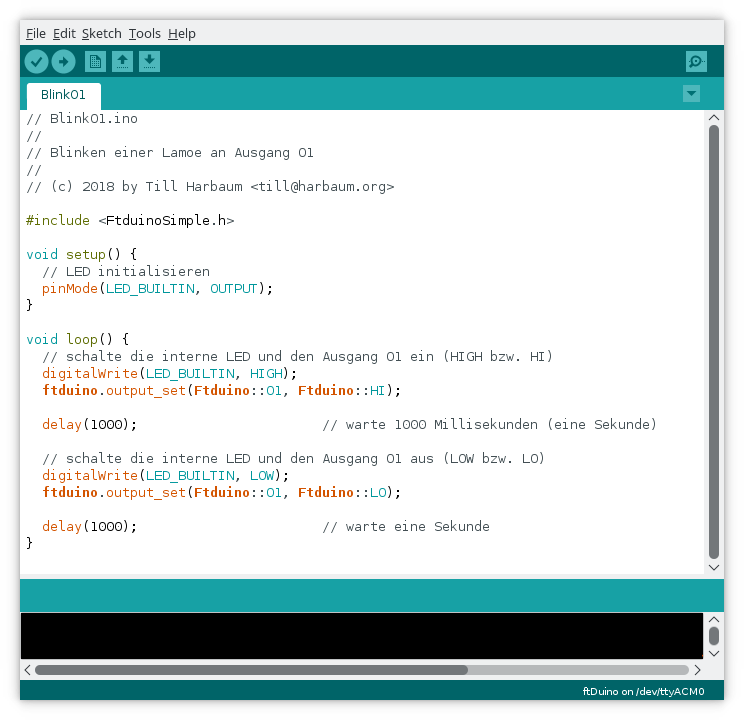 File Edit Sketch Tools Help
BlinkO1
// BlinkO1.ino
//
// Blinken einer Lamoe an Ausgang O1
//
// (c) 2018 by Till Harbaum <till@harbaum.org>
#include <FtduinoSimple.h>
void setup() {
  // LED initialisieren
  pinMode(LED_BUILTIN, OUTPUT);
}
void loop() {
  // schalte die interne LED und den Ausgang O1 ein (HIGH bzw. HI)
  digitalWrite(LED_BUILTIN, HIGH);
  ftduino.output_set(Ftduino::O1, Ftduino::HI);
  delay(1000);                       // warte 1000 Millisekunden (eine Sekunde)
  // schalte die interne LED und den Ausgang O1 aus (LOW bzw. LO)
  digitalWrite(LED_BUILTIN, LOW);
  ftduino.output_set(Ftduino::O1, Ftduino::LO);
  delay(1000);                       // warte eine Sekunde
}
ftDuino on /dev/ttyACM0